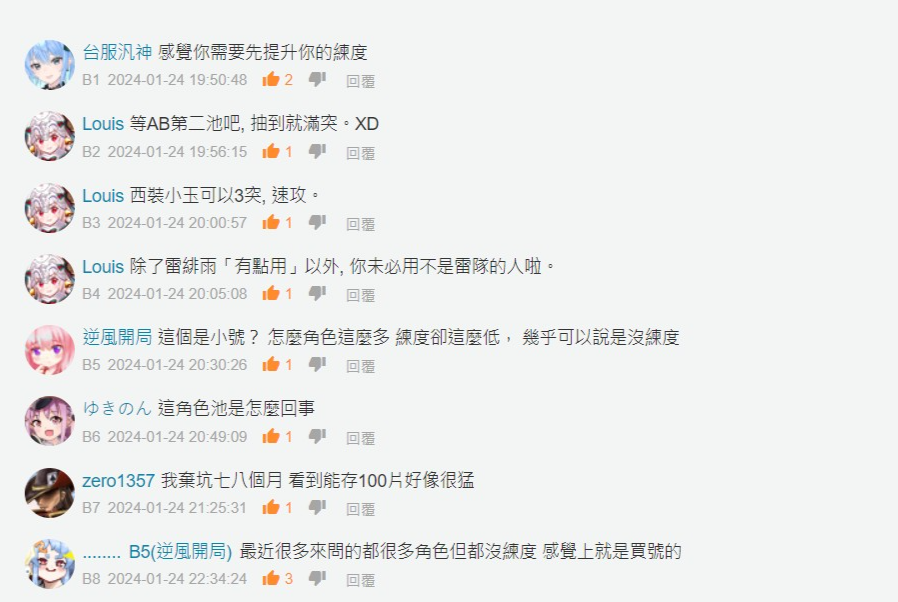 台服汎神 感覺你需要先提升你的練度
B1 2024-01-24 19:50:48 2 回覆
Louis 等AB第二池吧, 抽到就滿突。XD
B2 2024-01-24 19:56:15 1 回覆
Louis 西裝小玉可以3突, 速攻。
B3 2024-01-24 20:00:57 1 回覆
Louis 除了雷緋雨「有點用」以外, 你未必用不是雷隊的人啦。
B4 2024-01-24 20:05:08 1 回覆
逆風開局 這個是小號？ 怎麼角色這麼多 練度卻這麼低， 幾乎可以說是沒練度
B5 2024-01-24 20:30:26 1 回覆
ゆきのん 這角色池是怎麼回事
B6 2024-01-24 20:49:09 1 回覆
zero1357 我棄坑七八個月 看到能存100片好像很猛
B7 2024-01-24 21:25:31 1 回覆
........ B5(逆風開局) 最近很多來問的都很多角色但都沒練度 感覺上就是買號的
B8 2024-01-24 22:34:24 3 回覆